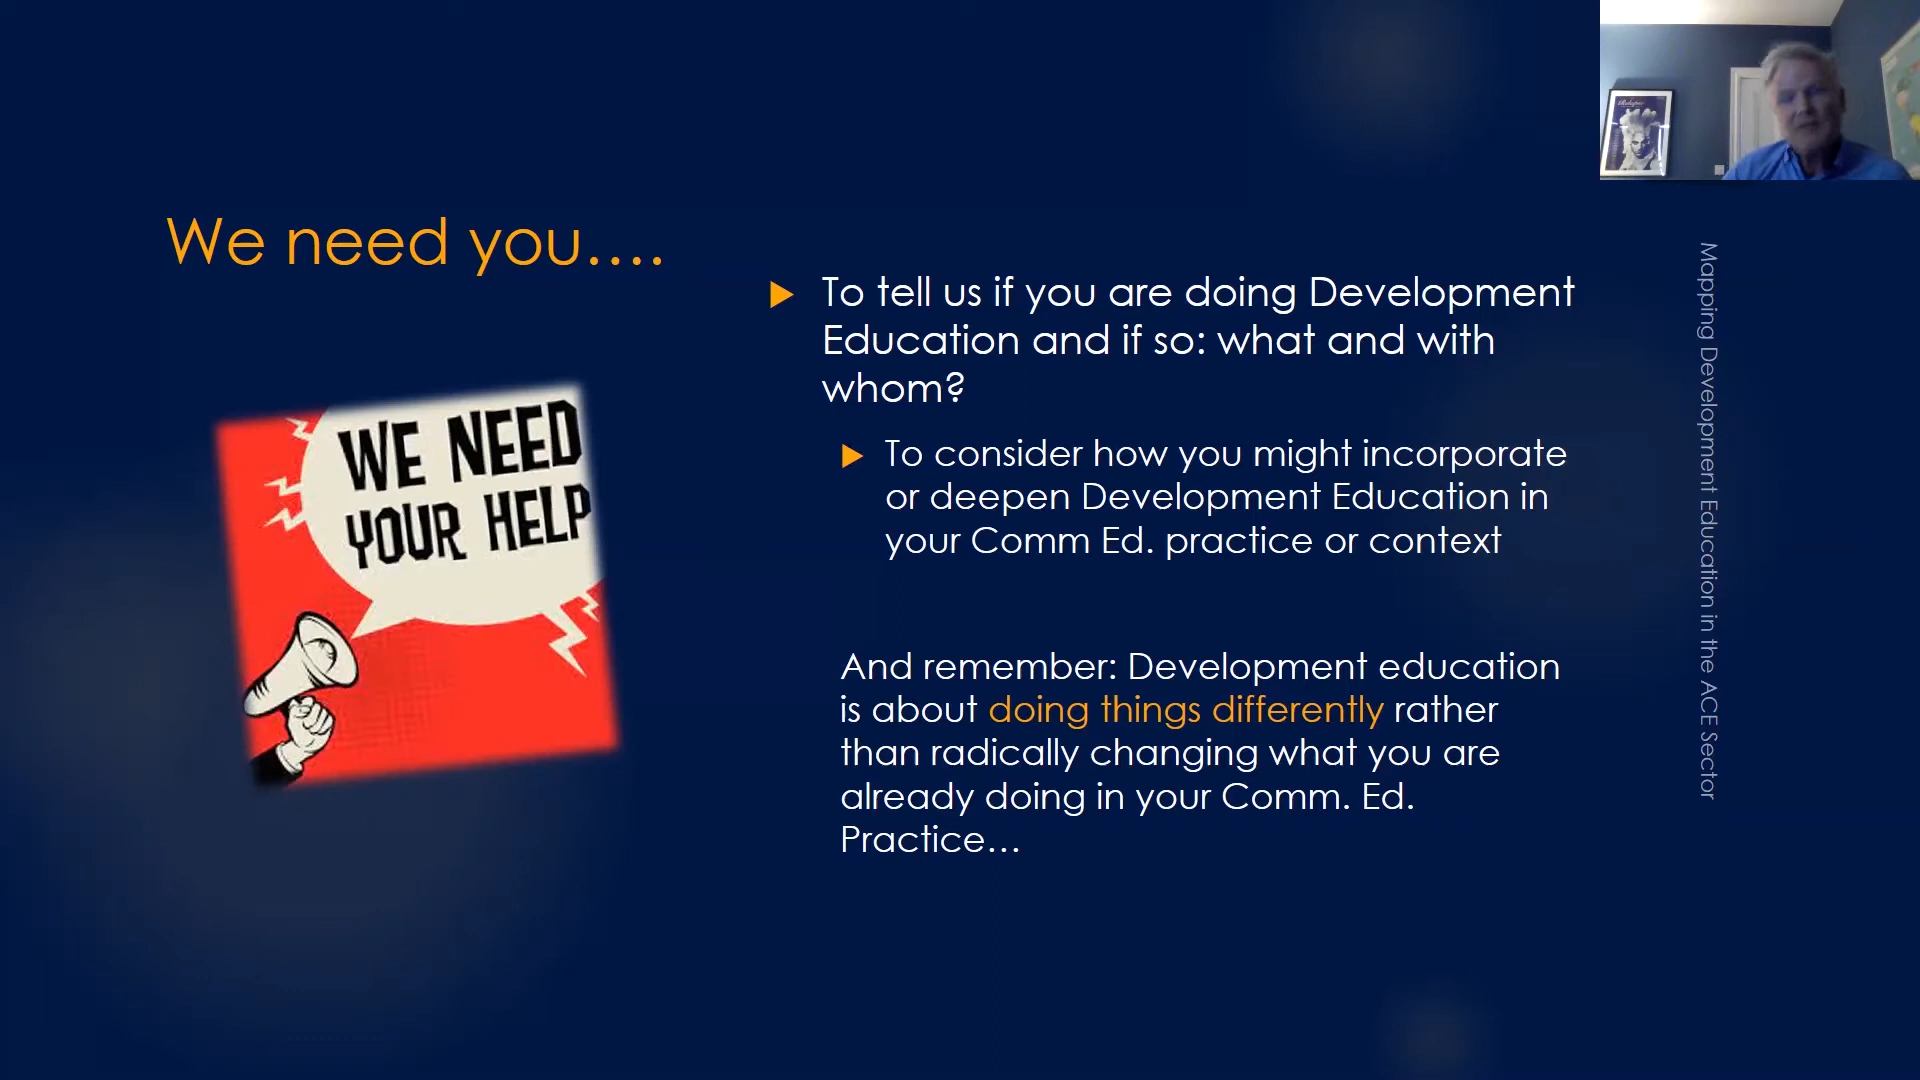 We need you....
To tell us if you are doing Development
Education and if so: what and with
whom?
To consider how you might incorporate
or deepen Development Education in
your Comm Ed. practice or context
And remember: Development education
is about doing things differently rather
than radically changing what you are
already doing in your Comm. Ed.
Practice...
WE NEED
YOUR HELP
Mapping Development Education in the ACE Sector